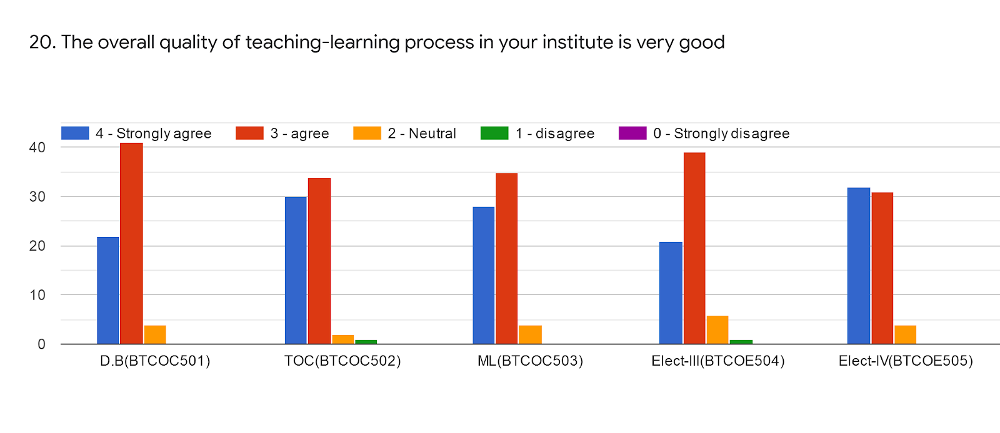 20. The overall quality of teaching-learning process in your institute is very good
4 - Strongly agree 3 - agree 2 - Neutral 1 - disagree 0 - Strongly disagree
40
30
20
10
0
D.B(BTCOC501) TOC(BTCOC502) ML(BTCOC503) Elect-III(BTCOE504) Elect-IV(BTCOE505)